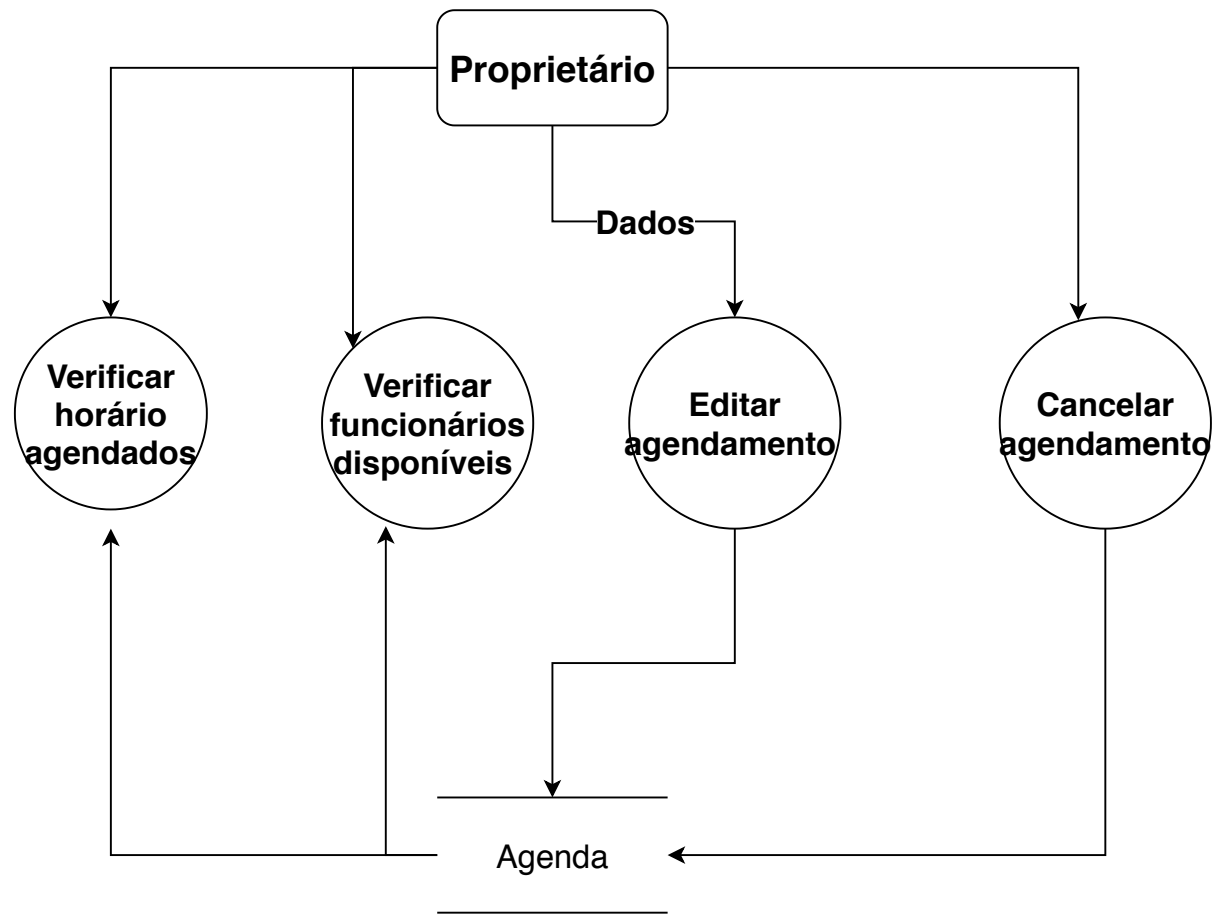 Proprietário
Dados
Verificar
horário
agendados
Verificar
funcionários
disponíveis
Editar
agendamento
Cancelar
agendamento
Agenda